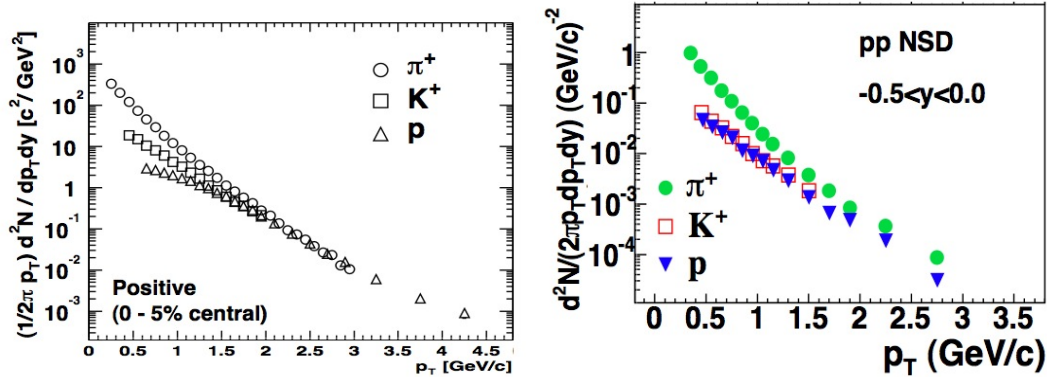 (1/2π p_T) d²N / dp_T dy [c²/ GeV²]
10³
10²
10
1
10⁻¹
10⁻²
10⁻³
π⁺
K⁺
p
Positive
(0 - 5% central)
0 0.5 1 1.5 2 2.5 3 3.5 4 4.5
p_T [GeV/c]
d²N/(2πp_T dp_T dy) (GeV/c)⁻²
1
10⁻¹
10⁻²
10⁻³
10⁻⁴
pp NSD
-0.5<y<0.0
π⁺
K⁺
p
0 0.5 1 1.5 2 2.5 3 3.5
p_T (GeV/c)